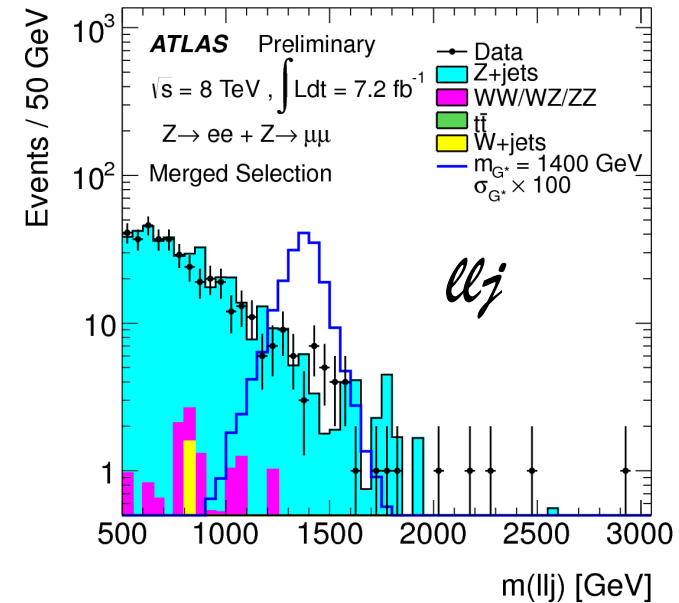 Events / 50 GeV
10³
10²
10
1
ATLAS Preliminary
√s = 8 TeV , ∫Ldt = 7.2 fb⁻¹
Z→ ee + Z→ μμ
Merged Selection
Data
Z+jets
WW/WZ/ZZ
tt̄
W+jets
m_G* = 1400 GeV
σ_G* × 100
llj
500 1000 1500 2000 2500 3000
m(llj) [GeV]